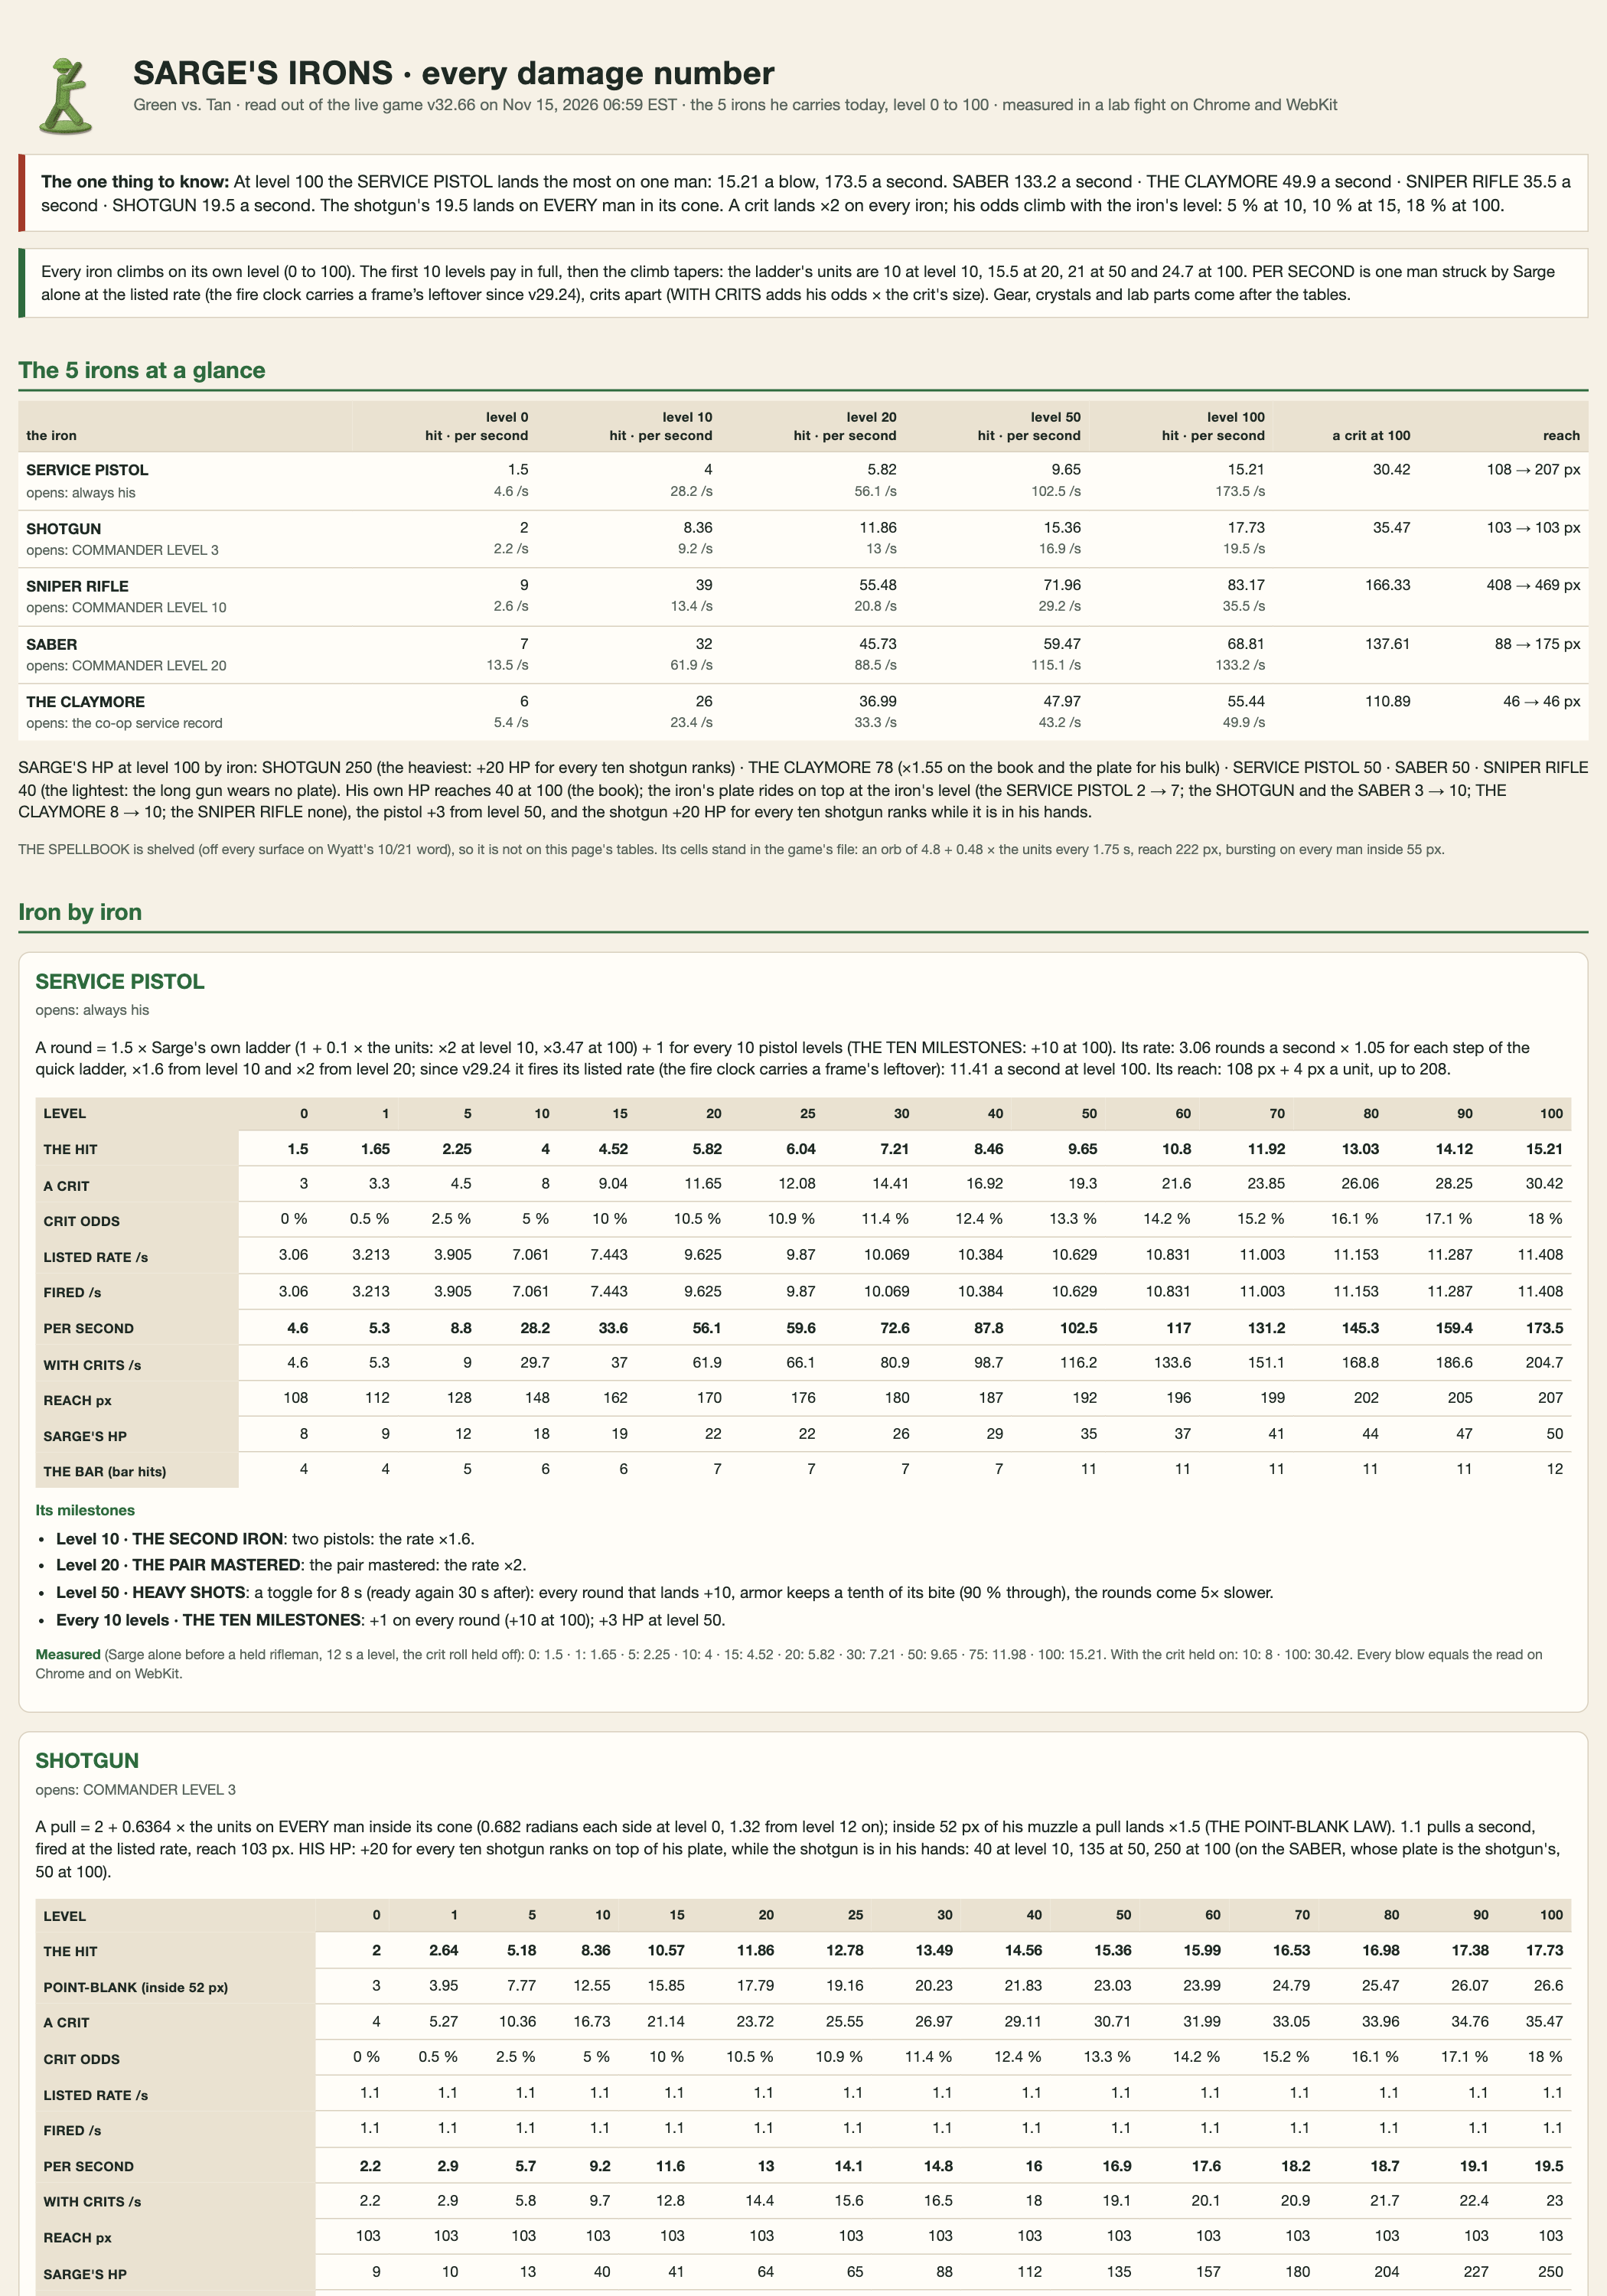 SARGE'S IRONS · every damage number
Green vs. Tan · read out of the live game v32.66 on Nov 15, 2026 06:59 EST · the 5 irons he carries today, level 0 to 100 · measured in a lab fight on Chrome and WebKit
The one thing to know: At level 100 the SERVICE PISTOL lands the most on one man: 15.21 a blow, 173.5 a second. SABER 133.2 a second · THE CLAYMORE 49.9 a second · SNIPER RIFLE 35.5 a
second · SHOTGUN 19.5 a second. The shotgun's 19.5 lands on EVERY man in its cone. A crit lands ×2 on every iron; his odds climb with the iron's level: 5 % at 10, 10 % at 15, 18 % at 100.
Every iron climbs on its own level (0 to 100). The first 10 levels pay in full, then the climb tapers: the ladder's units are 10 at level 10, 15.5 at 20, 21 at 50 and 24.7 at 100. PER SECOND is one man struck by Sarge
alone at the listed rate (the fire clock carries a frame’s leftover since v29.24), crits apart (WITH CRITS adds his odds × the crit's size). Gear, crystals and lab parts come after the tables.
The 5 irons at a glance
level 0 level 10 level 20 level 50 level 100
the iron hit · per second hit · per second hit · per second hit · per second hit · per second a crit at 100 reach
SERVICE PISTOL 1.5 4 5.82 9.65 15.21 30.42 108 → 207 px
opens: always his 4.6 /s 28.2 /s 56.1 /s 102.5 /s 173.5 /s
SHOTGUN 2 8.36 11.86 15.36 17.73 35.47 103 → 103 px
opens: COMMANDER LEVEL 3 2.2 /s 9.2 /s 13 /s 16.9 /s 19.5 /s
SNIPER RIFLE 9 39 55.48 71.96 83.17 166.33 408 → 469 px
opens: COMMANDER LEVEL 10 2.6 /s 13.4 /s 20.8 /s 29.2 /s 35.5 /s
SABER 7 32 45.73 59.47 68.81 137.61 88 → 175 px
opens: COMMANDER LEVEL 20 13.5 /s 61.9 /s 88.5 /s 115.1 /s 133.2 /s
THE CLAYMORE 6 26 36.99 47.97 55.44 110.89 46 → 46 px
opens: the co-op service record 5.4 /s 23.4 /s 33.3 /s 43.2 /s 49.9 /s
SARGE'S HP at level 100 by iron: SHOTGUN 250 (the heaviest: +20 HP for every ten shotgun ranks) · THE CLAYMORE 78 (×1.55 on the book and the plate for his bulk) · SERVICE PISTOL 50 · SABER 50 · SNIPER RIFLE
40 (the lightest: the long gun wears no plate). His own HP reaches 40 at 100 (the book); the iron's plate rides on top at the iron's level (the SERVICE PISTOL 2 → 7; the SHOTGUN and the SABER 3 → 10; THE
CLAYMORE 8 → 10; the SNIPER RIFLE none), the pistol +3 from level 50, and the shotgun +20 HP for every ten shotgun ranks while it is in his hands.
THE SPELLBOOK is shelved (off every surface on Wyatt's 10/21 word), so it is not on this page's tables. Its cells stand in the game's file: an orb of 4.8 + 0.48 × the units every 1.75 s, reach 222 px, bursting on every man inside 55 px.
Iron by iron
SERVICE PISTOL
opens: always his
A round = 1.5 × Sarge's own ladder (1 + 0.1 × the units: ×2 at level 10, ×3.47 at 100) + 1 for every 10 pistol levels (THE TEN MILESTONES: +10 at 100). Its rate: 3.06 rounds a second × 1.05 for each step of the
quick ladder, ×1.6 from level 10 and ×2 from level 20; since v29.24 it fires its listed rate (the fire clock carries a frame's leftover): 11.41 a second at level 100. Its reach: 108 px + 4 px a unit, up to 208.
LEVEL 0 1 5 10 15 20 25 30 40 50 60 70 80 90 100
THE HIT 1.5 1.65 2.25 4 4.52 5.82 6.04 7.21 8.46 9.65 10.8 11.92 13.03 14.12 15.21
A CRIT 3 3.3 4.5 8 9.04 11.65 12.08 14.41 16.92 19.3 21.6 23.85 26.06 28.25 30.42
CRIT ODDS 0 % 0.5 % 2.5 % 5 % 10 % 10.5 % 10.9 % 11.4 % 12.4 % 13.3 % 14.2 % 15.2 % 16.1 % 17.1 % 18 %
LISTED RATE /s 3.06 3.213 3.905 7.061 7.443 9.625 9.87 10.069 10.384 10.629 10.831 11.003 11.153 11.287 11.408
FIRED /s 3.06 3.213 3.905 7.061 7.443 9.625 9.87 10.069 10.384 10.629 10.831 11.003 11.153 11.287 11.408
PER SECOND 4.6 5.3 8.8 28.2 33.6 56.1 59.6 72.6 87.8 102.5 117 131.2 145.3 159.4 173.5
WITH CRITS /s 4.6 5.3 9 29.7 37 61.9 66.1 80.9 98.7 116.2 133.6 151.1 168.8 186.6 204.7
REACH px 108 112 128 148 162 170 176 180 187 192 196 199 202 205 207
SARGE'S HP 8 9 12 18 19 22 22 26 29 35 37 41 44 47 50
THE BAR (bar hits) 4 4 5 6 6 7 7 7 7 11 11 11 11 11 12
Its milestones
• Level 10 · THE SECOND IRON: two pistols: the rate ×1.6.
• Level 20 · THE PAIR MASTERED: the pair mastered: the rate ×2.
• Level 50 · HEAVY SHOTS: a toggle for 8 s (ready again 30 s after): every round that lands +10, armor keeps a tenth of its bite (90 % through), the rounds come 5× slower.
• Every 10 levels · THE TEN MILESTONES: +1 on every round (+10 at 100); +3 HP at level 50.
Measured (Sarge alone before a held rifleman, 12 s a level, the crit roll held off): 0: 1.5 · 1: 1.65 · 5: 2.25 · 10: 4 · 15: 4.52 · 20: 5.82 · 30: 7.21 · 50: 9.65 · 75: 11.98 · 100: 15.21. With the crit held on: 10: 8 · 100: 30.42. Every blow equals the read on
Chrome and on WebKit.
SHOTGUN
opens: COMMANDER LEVEL 3
A pull = 2 + 0.6364 × the units on EVERY man inside its cone (0.682 radians each side at level 0, 1.32 from level 12 on); inside 52 px of his muzzle a pull lands ×1.5 (THE POINT-BLANK LAW). 1.1 pulls a second,
fired at the listed rate, reach 103 px. HIS HP: +20 for every ten shotgun ranks on top of his plate, while the shotgun is in his hands: 40 at level 10, 135 at 50, 250 at 100 (on the SABER, whose plate is the shotgun's,
50 at 100).
LEVEL 0 1 5 10 15 20 25 30 40 50 60 70 80 90 100
THE HIT 2 2.64 5.18 8.36 10.57 11.86 12.78 13.49 14.56 15.36 15.99 16.53 16.98 17.38 17.73
POINT-BLANK (inside 52 px) 3 3.95 7.77 12.55 15.85 17.79 19.16 20.23 21.83 23.03 23.99 24.79 25.47 26.07 26.6
A CRIT 4 5.27 10.36 16.73 21.14 23.72 25.55 26.97 29.11 30.71 31.99 33.05 33.96 34.76 35.47
CRIT ODDS 0 % 0.5 % 2.5 % 5 % 10 % 10.5 % 10.9 % 11.4 % 12.4 % 13.3 % 14.2 % 15.2 % 16.1 % 17.1 % 18 %
LISTED RATE /s 1.1 1.1 1.1 1.1 1.1 1.1 1.1 1.1 1.1 1.1 1.1 1.1 1.1 1.1 1.1
FIRED /s 1.1 1.1 1.1 1.1 1.1 1.1 1.1 1.1 1.1 1.1 1.1 1.1 1.1 1.1 1.1
PER SECOND 2.2 2.9 5.7 9.2 11.6 13 14.1 14.8 16 16.9 17.6 18.2 18.7 19.1 19.5
WITH CRITS /s 2.2 2.9 5.8 9.7 12.8 14.4 15.6 16.5 18 19.1 20.1 20.9 21.7 22.4 23
REACH px 103 103 103 103 103 103 103 103 103 103 103 103 103 103 103
SARGE'S HP 9 10 13 40 41 64 65 88 112 135 157 180 204 227 250